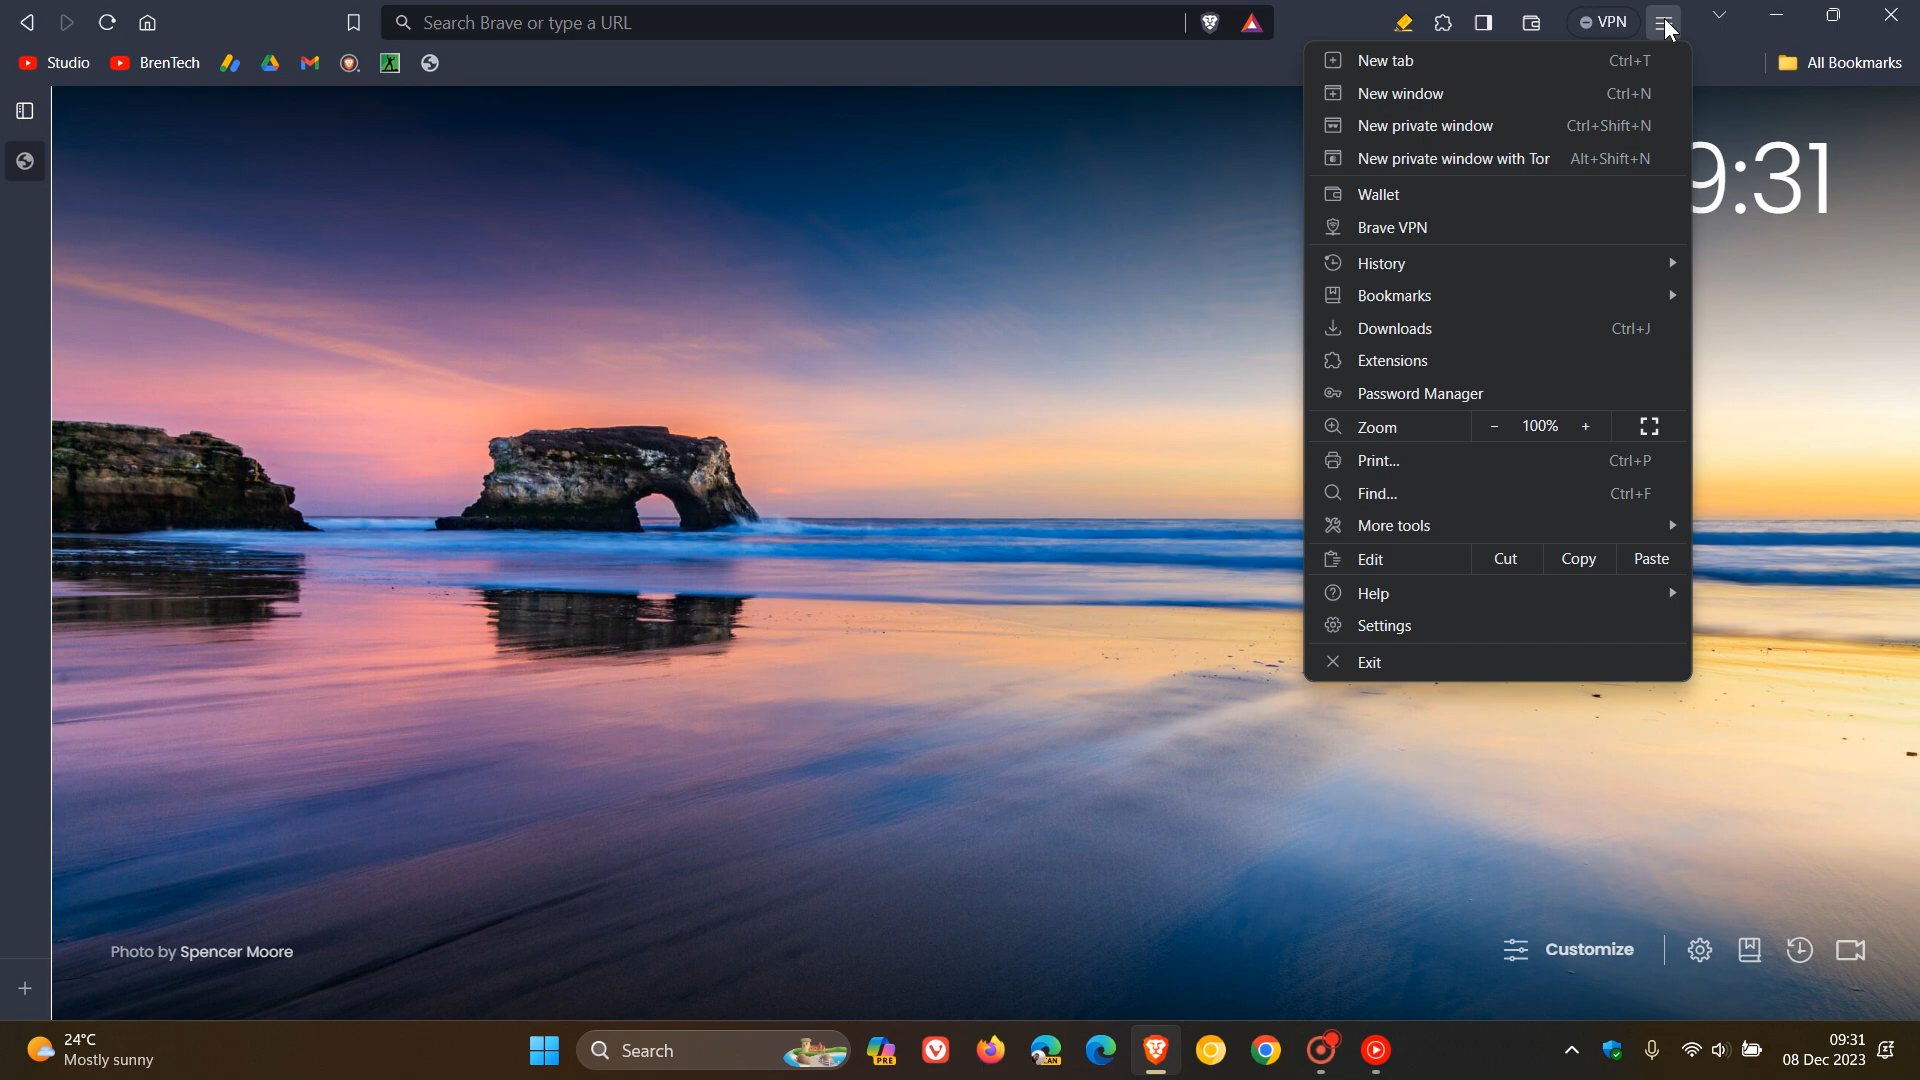 Search Brave or type a URL
VPN
Studio
BrenTech
All Bookmarks
New tab Ctrl+T
New window Ctrl+N
New private window Ctrl+Shift+N
New private window with Tor Alt+Shift+N
Wallet
Brave VPN
History
Bookmarks
Downloads Ctrl+J
Extensions
Password Manager
Zoom - 100% +
Print... Ctrl+P
Find... Ctrl+F
More tools
Edit Cut Copy Paste
Help
Settings
Exit
9:31
Photo by Spencer Moore
Customize
24°C
Mostly sunny
Search
PRE
CAN
09:31
08 Dec 2023